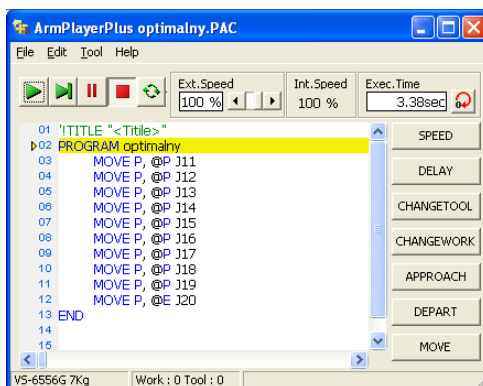 ArmPlayerPlus optimalny.PAC
File Edit Tool Help
Ext.Speed
100 %
Int.Speed
100 %
Exec.Time
3.38sec
01 '!TITLE "<Titile>"
02 PROGRAM optimalny
03 MOVE P, @P J11
04 MOVE P, @P J12
05 MOVE P, @P J13
06 MOVE P, @P J14
07 MOVE P, @P J15
08 MOVE P, @P J16
09 MOVE P, @P J17
10 MOVE P, @P J18
11 MOVE P, @P J19
12 MOVE P, @E J20
13 END
14
15
SPEED
DELAY
CHANGETOOL
CHANGEWORK
APPROACH
DEPART
MOVE
VS-6556G 7Kg
Work : 0 Tool : 0